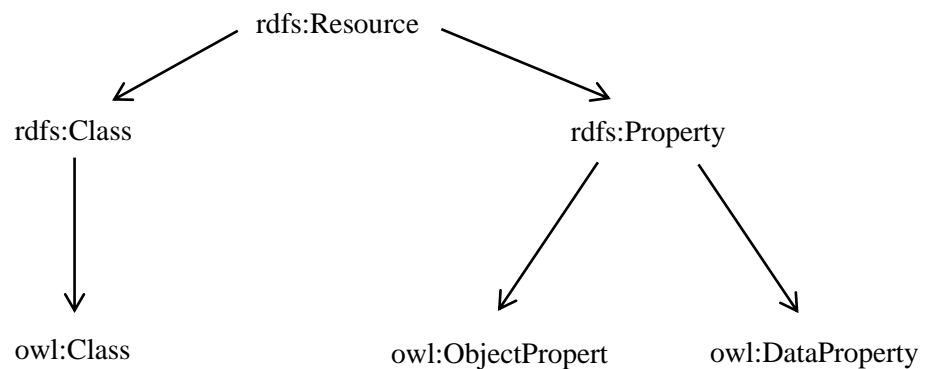 rdfs:Resource
rdfs:Class
rdfs:Property
owl:Class
owl:ObjectPropert
owl:DataProperty